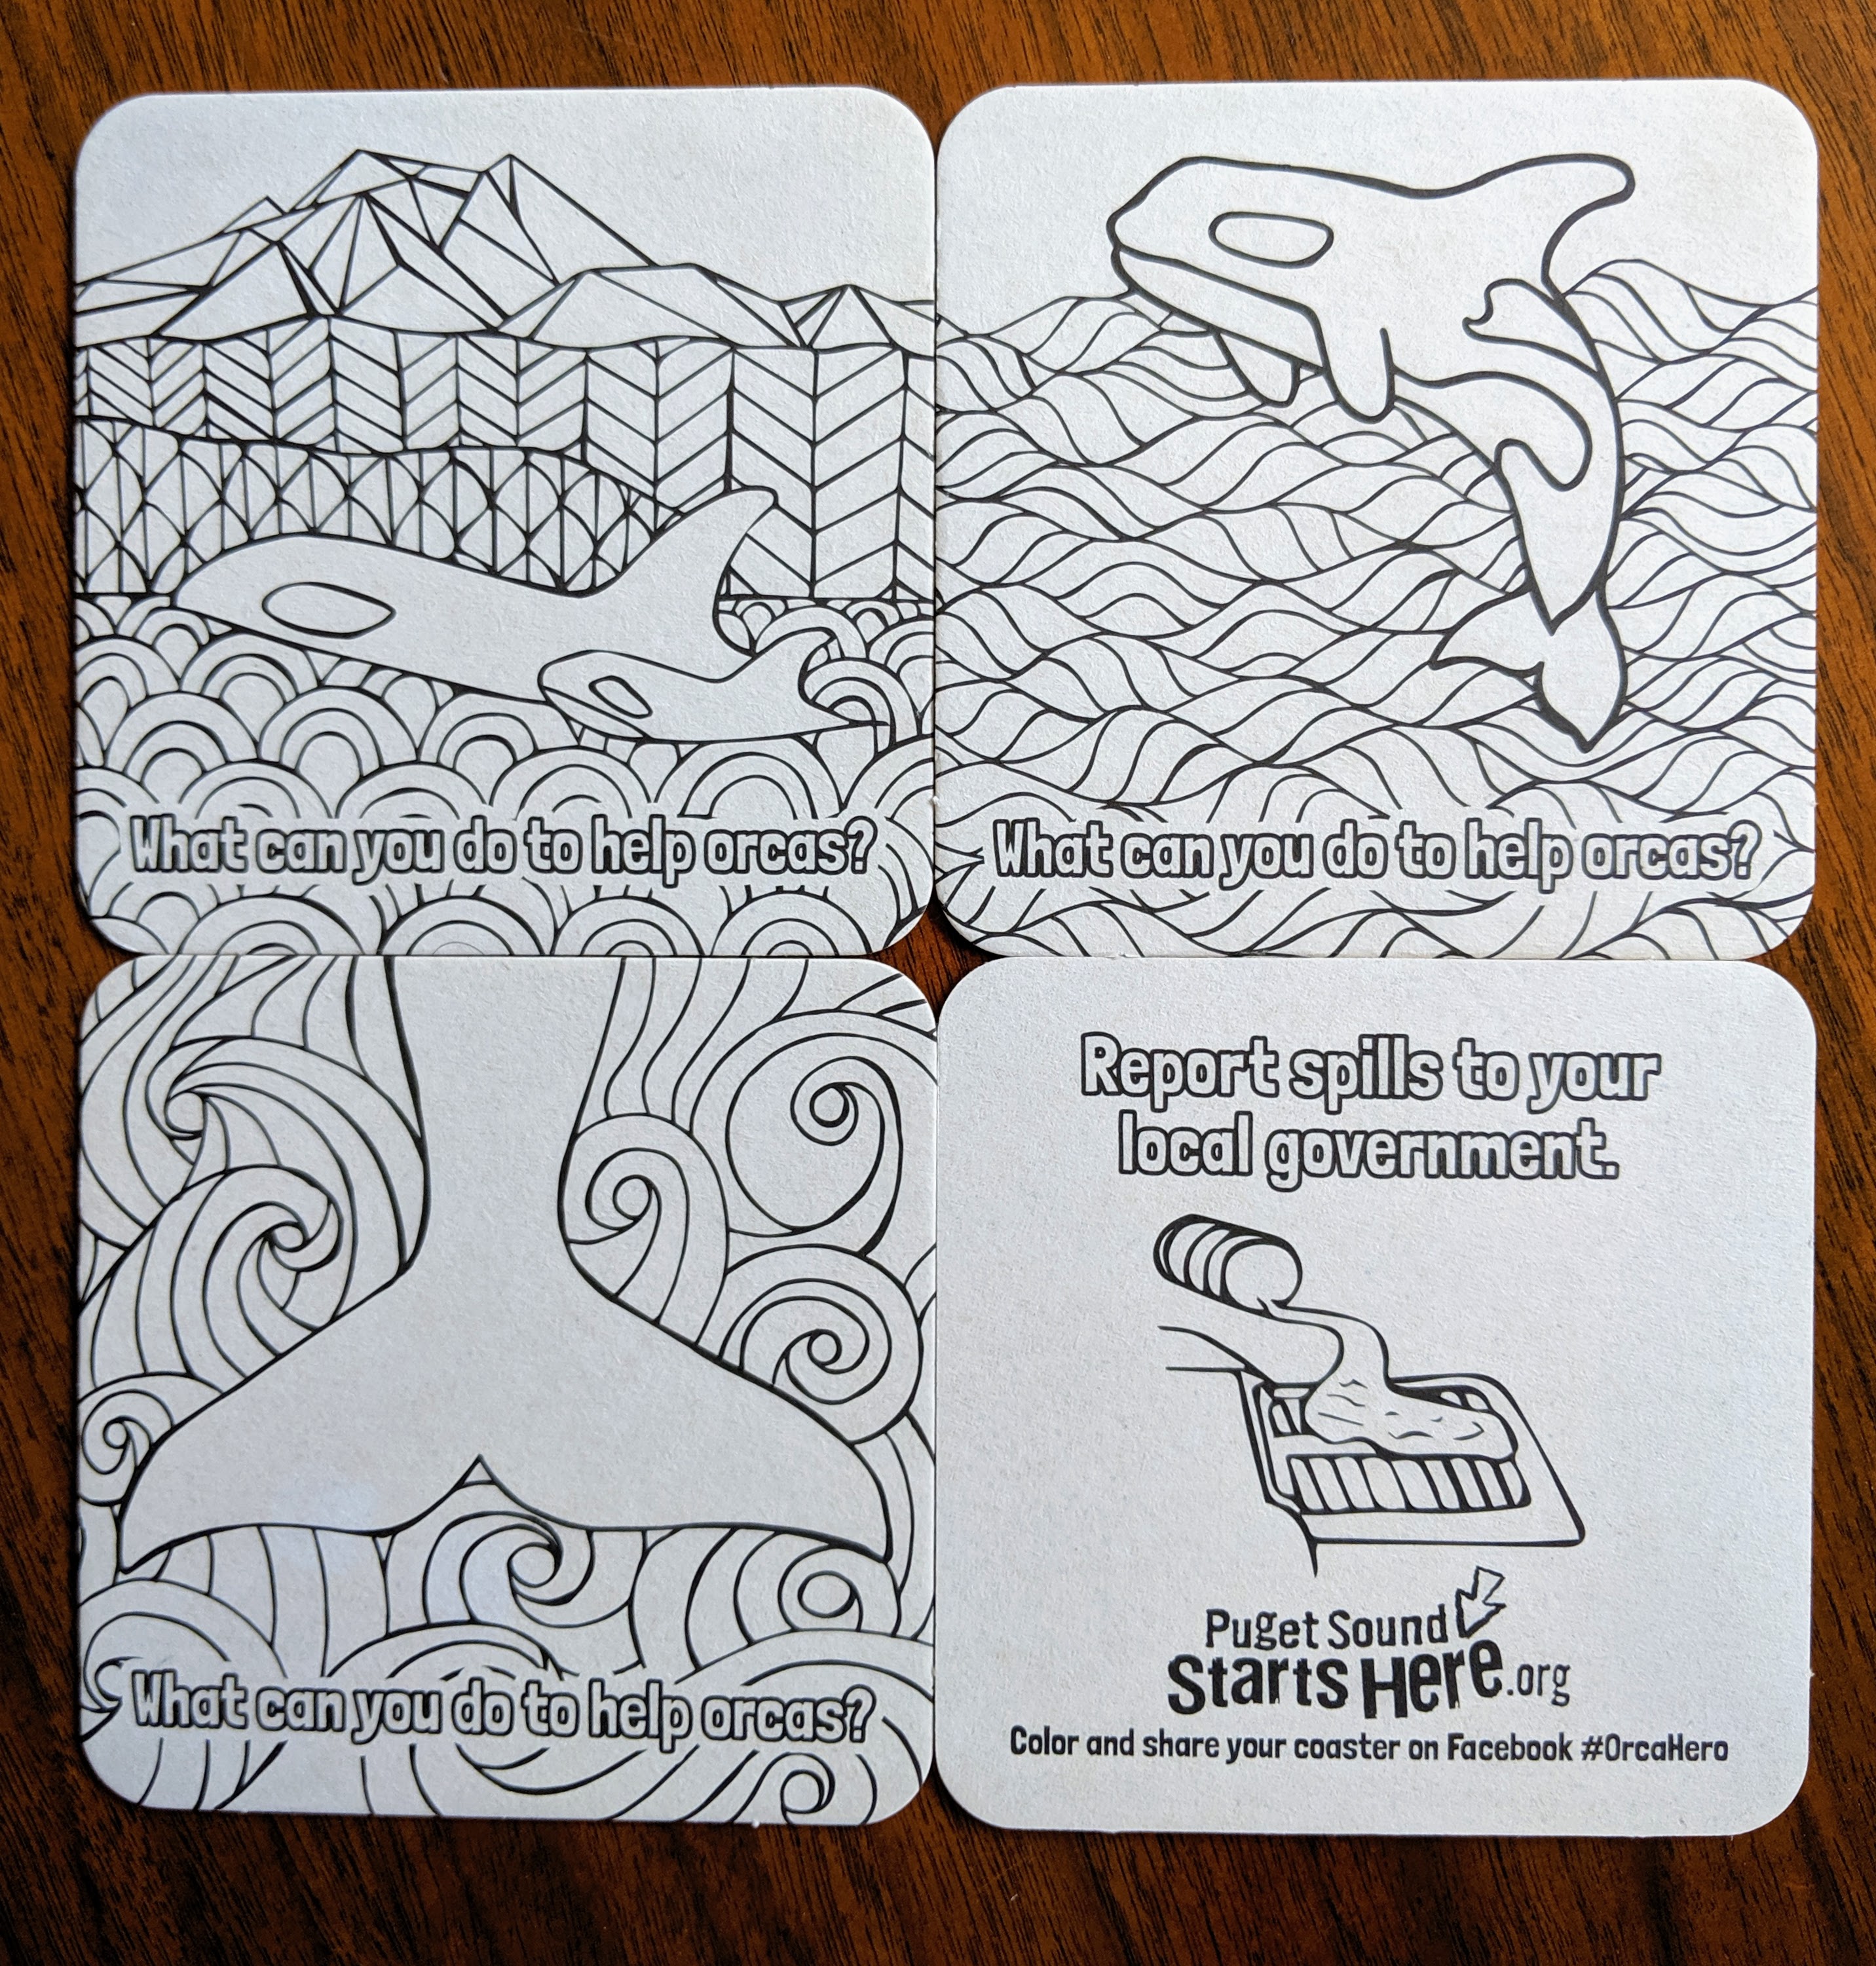 What can you do to help orcas?
What can you do to help orcas?
What can you do to help orcas?
Report spills to your
local government.
Puget Sound
Starts Here.org
Color and share your coaster on Facebook #OrcaHero